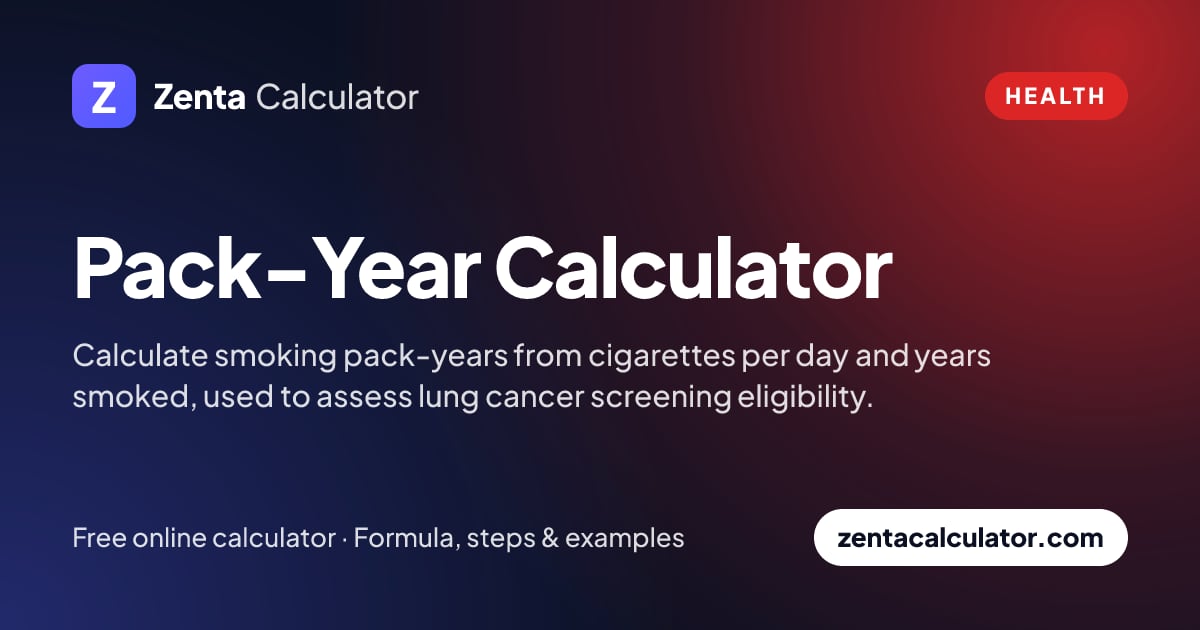 Z
Zenta Calculator
HEALTH
Pack-Year Calculator
Calculate smoking pack-years from cigarettes per day and years
smoked, used to assess lung cancer screening eligibility.
Free online calculator · Formula, steps & examples
zentacalculator.com